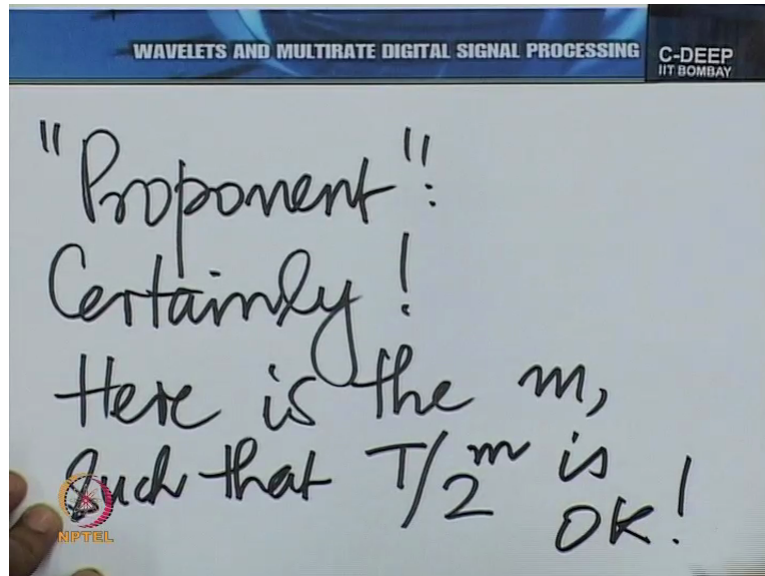 WAVELETS AND MULTIRATE DIGITAL SIGNAL PROCESSING
C-DEEP
IIT BOMBAY
"Proponent":
Certainly!
Here is the m,
Such that T/2^m is
OK!
NPTEL